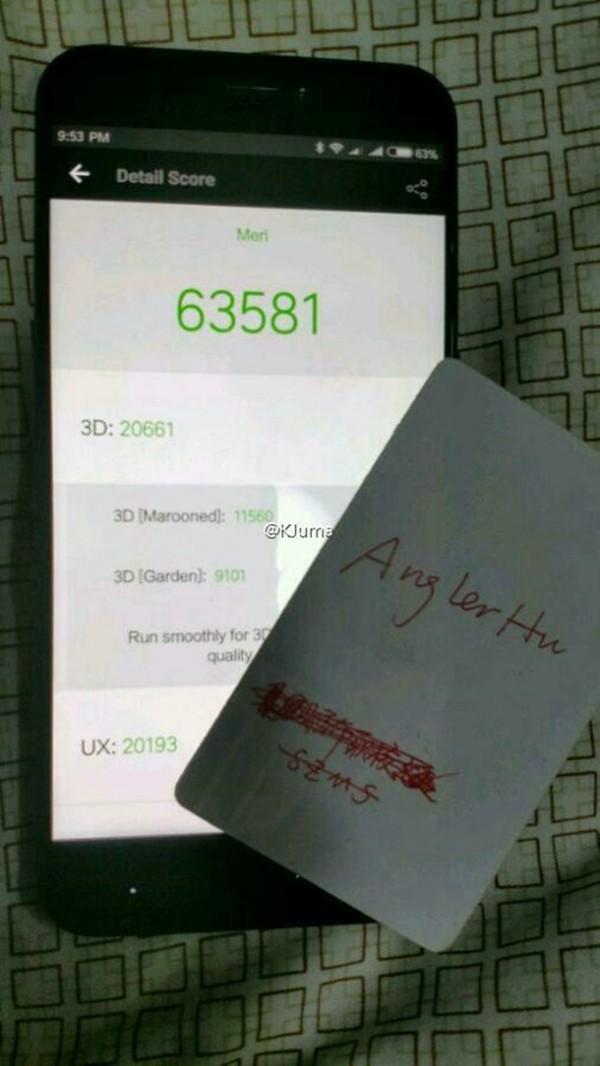 9:53 PM
63%
Detail Score
Meri
63581
3D: 20661
3D [Marooned]: 11560
@KJuma
3D [Garden]: 9101
Run smoothly for 3D
quality
UX: 20193
Angler Hu